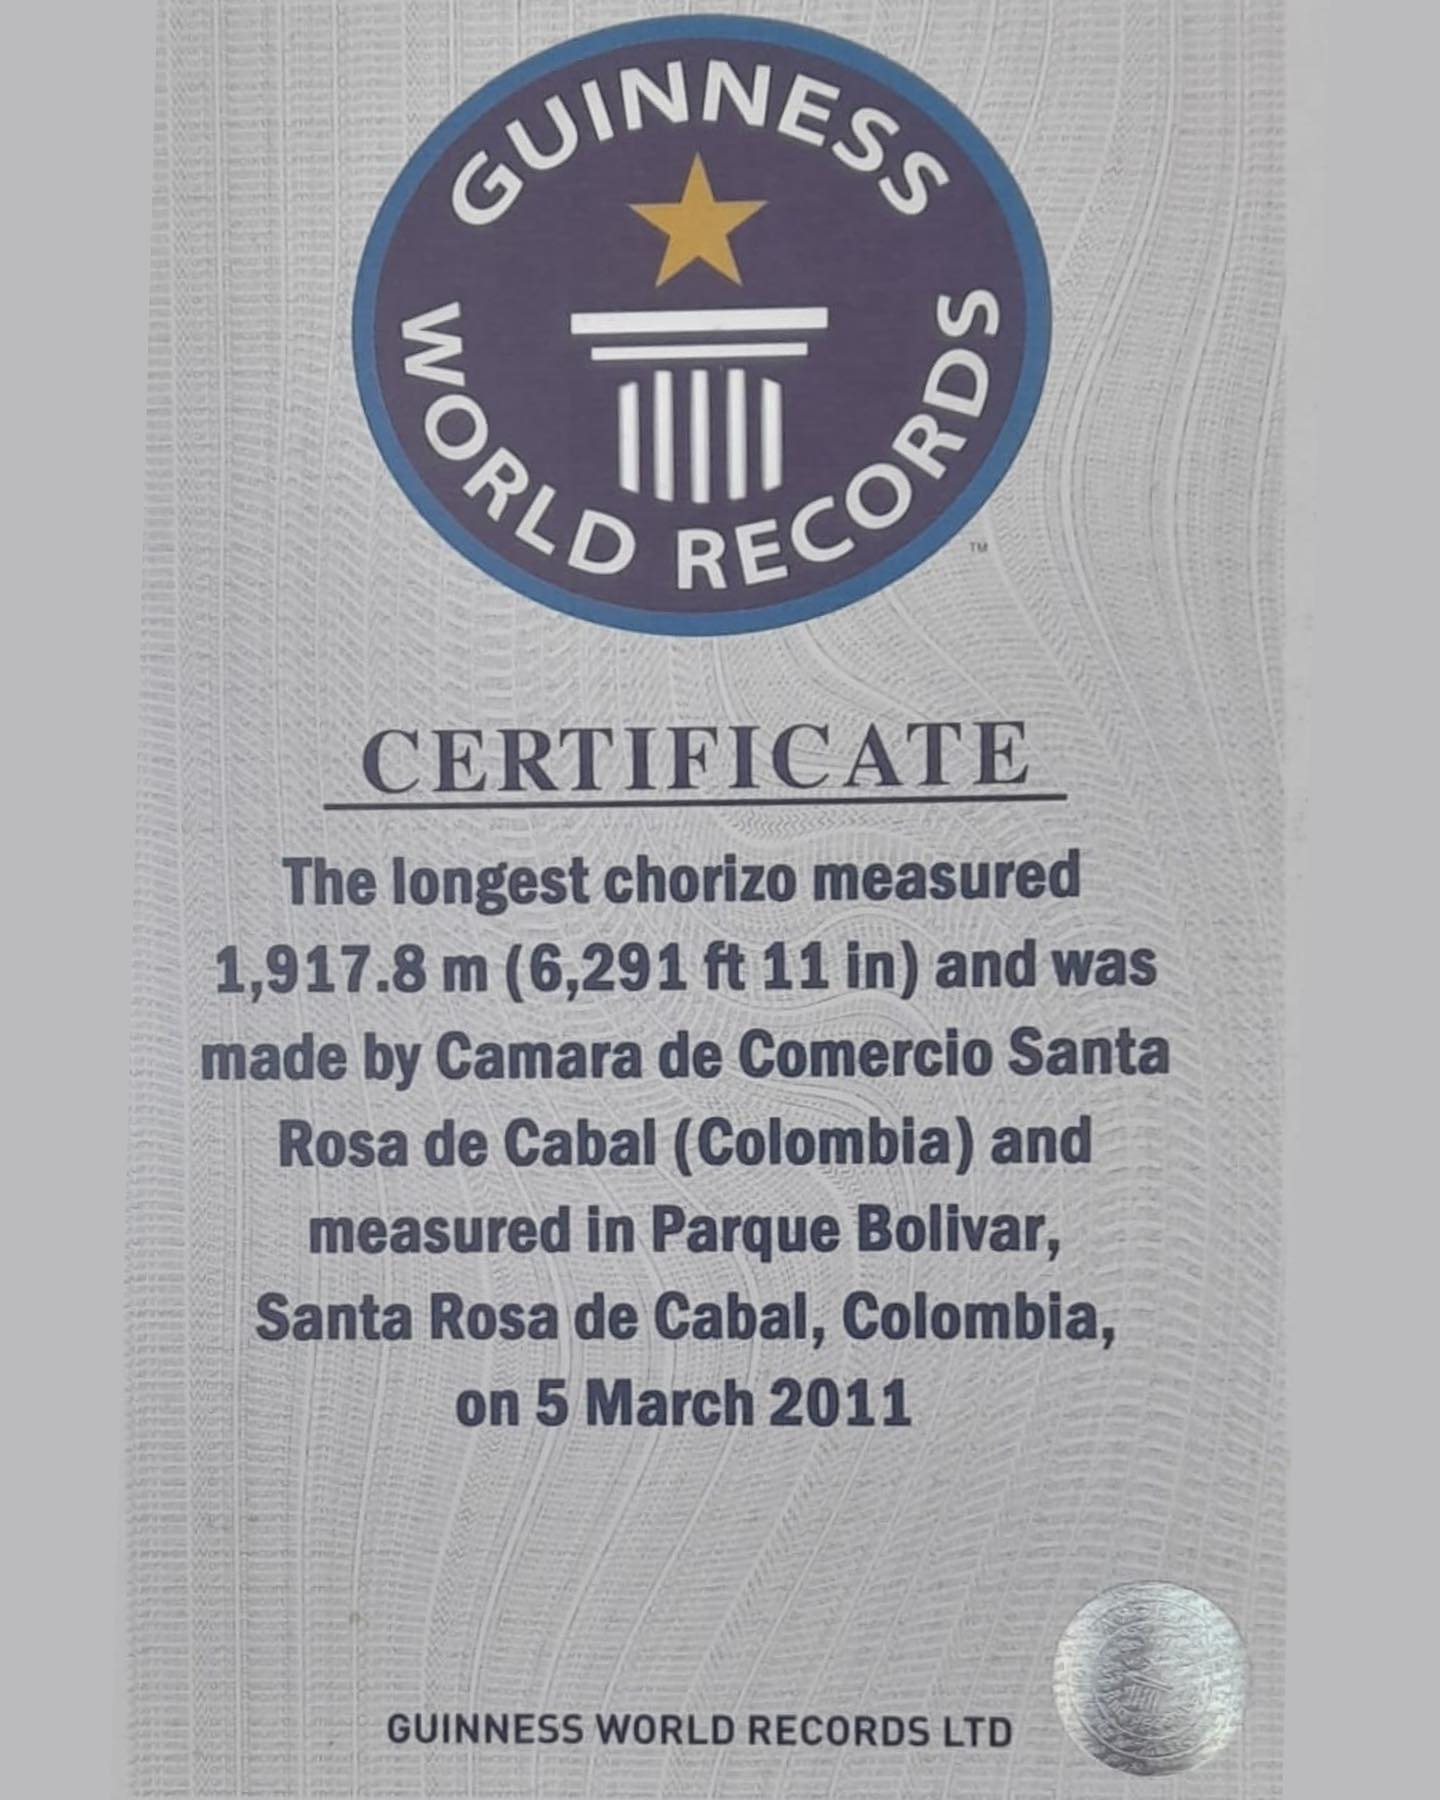 GUINNESS
WORLD RECORDS
TM
CERTIFICATE
The longest chorizo measured
1,917.8 m (6,291 ft 11 in) and was
made by Camara de Comercio Santa
Rosa de Cabal (Colombia) and
measured in Parque Bolivar,
Santa Rosa de Cabal, Colombia,
on 5 March 2011
GUINNESS WORLD RECORDS LTD